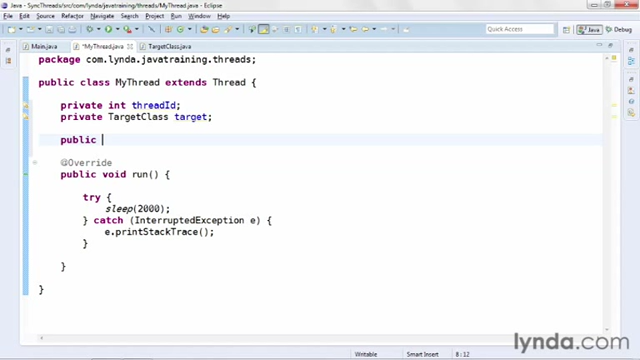 Java - SyncThreads/src/com/lynda/javatraining/threads/MyThread.java - Eclipse
File Edit Source Refactor Navigate Search Project Run Window Help
Java Debug
Main.java *MyThread.java TargetClass.java
package com.lynda.javatraining.threads;
public class MyThread extends Thread {
private int threadId;
private TargetClass target;
public
@Override
public void run() {
try {
sleep(2000);
} catch (InterruptedException e) {
e.printStackTrace();
}
}
}
Writable Smart Insert 8 : 12
lynda.com